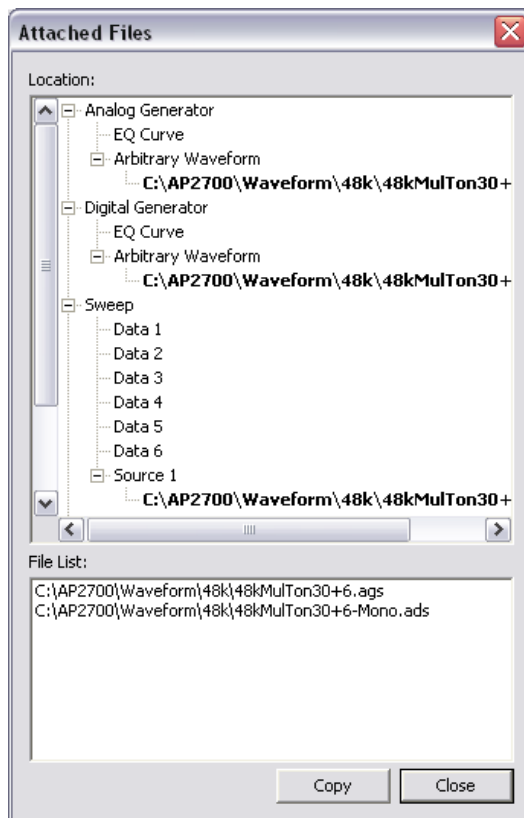 Attached Files
Location:
Analog Generator
EQ Curve
Arbitrary Waveform
C:\AP2700\Waveform\48k\48kMulTon30+
Digital Generator
EQ Curve
Arbitrary Waveform
C:\AP2700\Waveform\48k\48kMulTon30+
Sweep
Data 1
Data 2
Data 3
Data 4
Data 5
Data 6
Source 1
C:\AP2700\Waveform\48k\48kMulTon30+
File List:
C:\AP2700\Waveform\48k\48kMulTon30+6.ags
C:\AP2700\Waveform\48k\48kMulTon30+6-Mono.ads
Copy Close